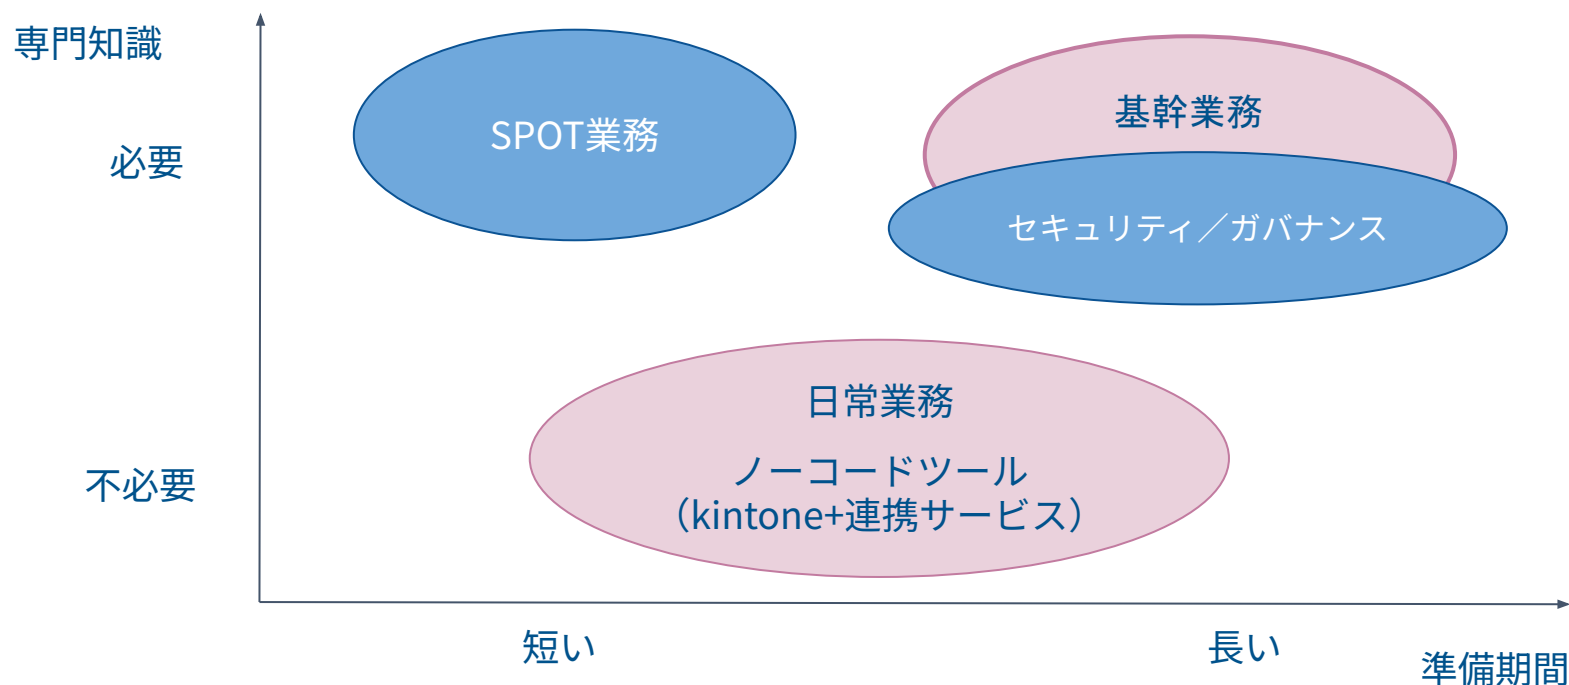 専門知識
必要
不必要
SPOT業務
基幹業務
セキュリティ／ガバナンス
日常業務
ノーコードツール
（kintone+連携サービス）
短い
長い
準備期間